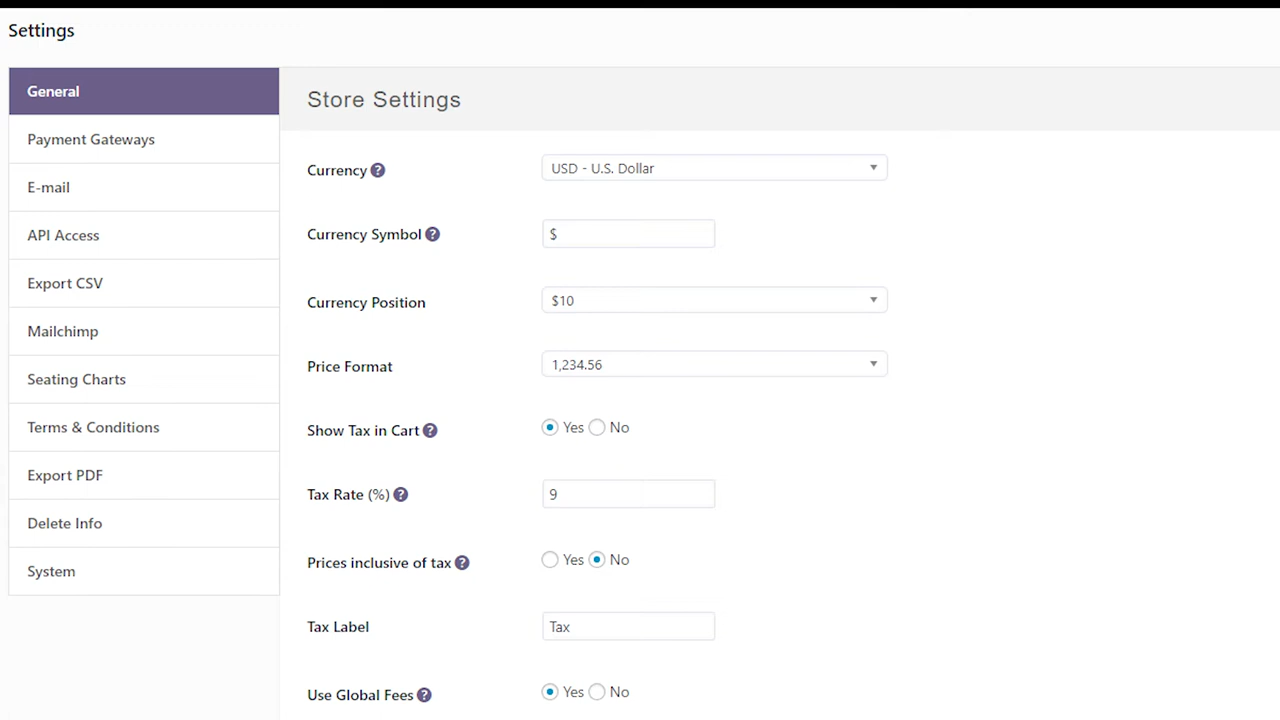 Settings
General
Payment Gateways
E-mail
API Access
Export CSV
Mailchimp
Seating Charts
Terms & Conditions
Export PDF
Delete Info
System
Store Settings
Currency ?
USD - U.S. Dollar
Currency Symbol ?
$
Currency Position
$10
Price Format
1,234.56
Show Tax in Cart ?
Yes No
Tax Rate (%) ?
9
Prices inclusive of tax ?
Yes No
Tax Label
Tax
Use Global Fees ?
Yes No